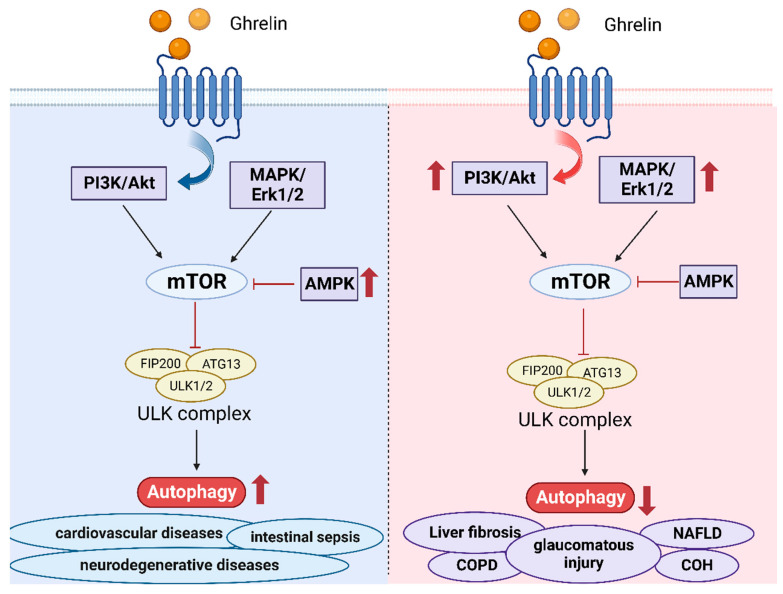 Ghrelin
PI3K/Akt
MAPK/
Erk1/2
mTOR
AMPK
FIP200
ATG13
ULK1/2
ULK complex
Autophagy
cardiovascular diseases
intestinal sepsis
neurodegenerative diseases
Ghrelin
PI3K/Akt
MAPK/
Erk1/2
mTOR
AMPK
FIP200
ATG13
ULK1/2
ULK complex
Autophagy
Liver fibrosis
NAFLD
glaucomatous
injury
COPD
COH